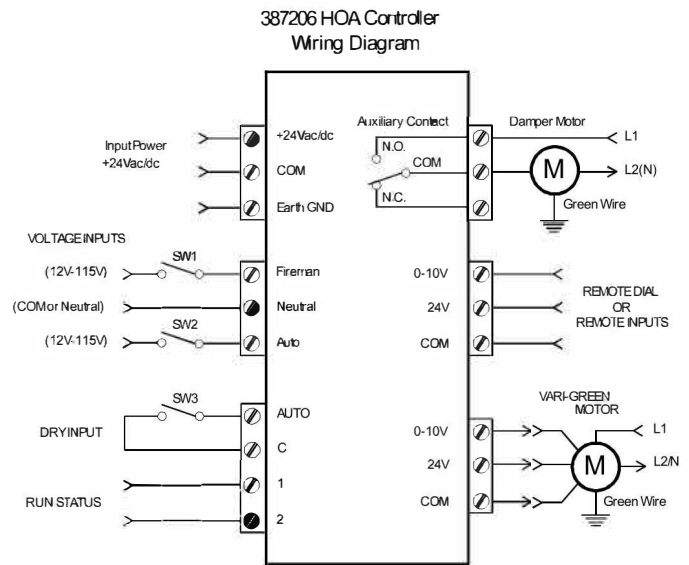 387206 HOA Controller
Wiring Diagram
Input Power
+24Vac/dc
+24Vac/dc
COM
Earth GND
Auxiliary Contact
N.O.
COM
N.C.
Damper Motor
L1
M
L2(N)
Green Wire
VOLTAGE INPUTS
(12V-115V)
SW1
Fireman
(COM or Neutral)
Neutral
(12V-115V)
SW2
Auto
0-10V
24V
COM
REMOTE DIAL
OR
REMOTE INPUTS
DRY INPUT
SW3
AUTO
C
RUN STATUS
1
2
VARI-GREEN
MOTOR
0-10V
24V
COM
L1
M
L2/N
Green Wire